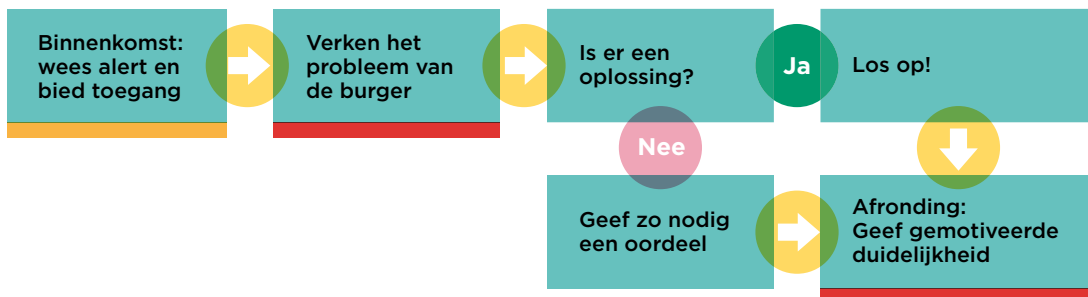 Binnenkomst:
wees alert en
bied toegang
Verken het
probleem van
de burger
Is er een
oplossing?
Ja
Los op!
Nee
Geef zo nodig
een oordeel
Afronding:
Geef gemotiveerde
duidelijkheid